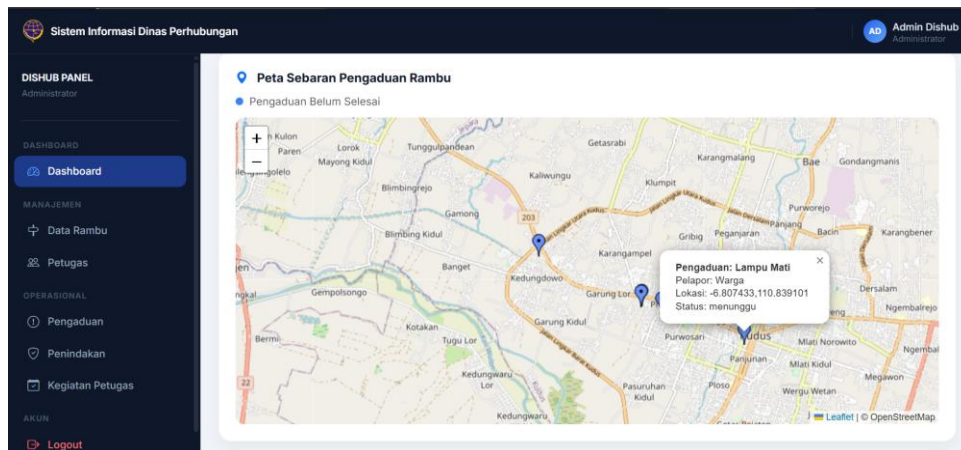 Sistem Informasi Dinas Perhubungan
AD
Admin Dishub
Administrator
DISHUB PANEL
Administrator
DASHBOARD
Dashboard
MANAJEMEN
Data Rambu
Petugas
OPERASIONAL
Pengaduan
Penindakan
Kegiatan Petugas
AKUN
Logout
Peta Sebaran Pengaduan Rambu
Pengaduan Belum Selesai
+
−
Kulon
Paren
Lorok
Mayong Kidul
Tunggulpandean
Getasrabi
Karangmalang
Bae
Gondangmanis
Kaliwungu
Klumpit
Blimbingrejo
Jalan Lingkar Utara Kudus
Purworejo
Gamong
203
Gribig
Peganjaran
Bacin
Karangbener
Blimbing Kidul
Karangampel
Banget
Kedungdowo
Garung Lor
Dersalam
Gempolsongo
Ngembalrejo
Pengaduan: Lampu Mati
×
Pelapor: Warga
Lokasi: -6.807433,110.839101
Status: menunggu
Bermi
Kotakan
Tugu Lor
Garung Kidul
Purwosari
Mlati Norowito
Panjunan
Mlati Kidul
22
Kedungwaru Lor
Pasuruhan Kidul
Ploso
Wergu Wetan
Megawon
Kedungwaru
Leaflet | © OpenStreetMap